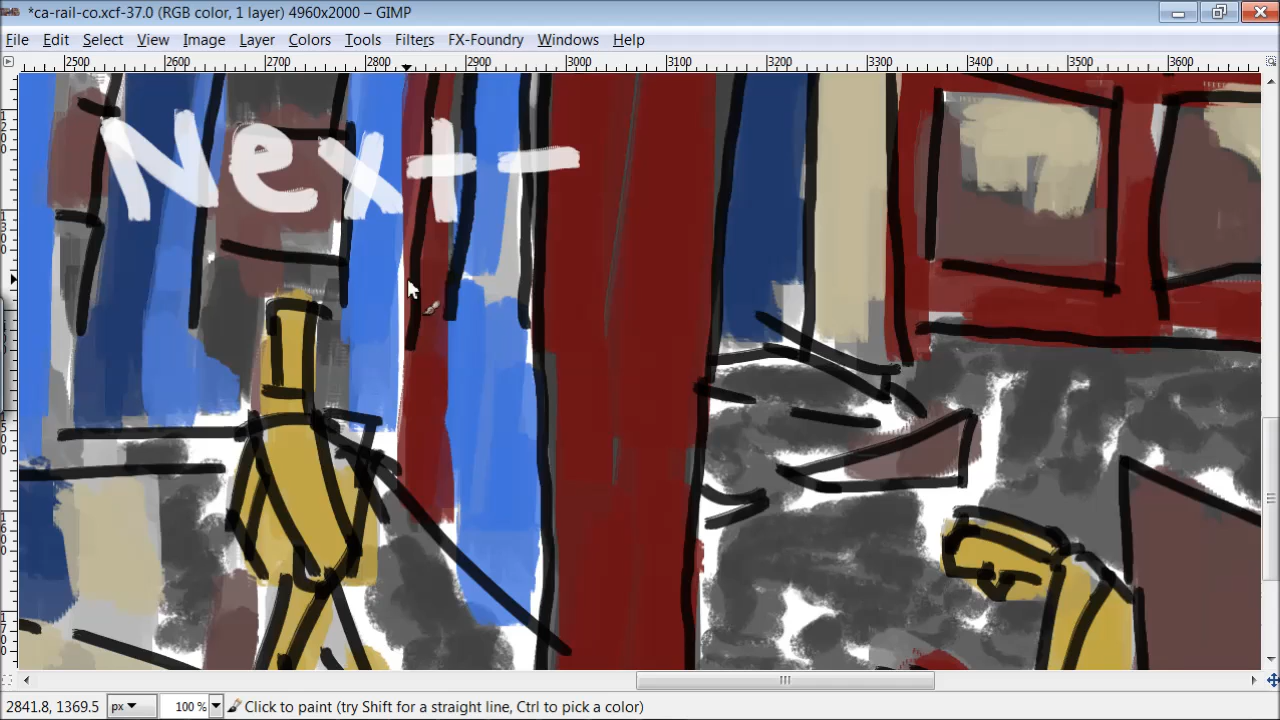 *ca-rail-co.xcf-37.0 (RGB color, 1 layer) 4960x2000 – GIMP
File Edit Select View Image Layer Colors Tools Filters FX-Foundry Windows Help
2500 2600 2700 2800 2900 3000 3100 3200 3300 3400 3500 3600
Next-
2841.8, 1369.5 px 100 % Click to paint (try Shift for a straight line, Ctrl to pick a color)